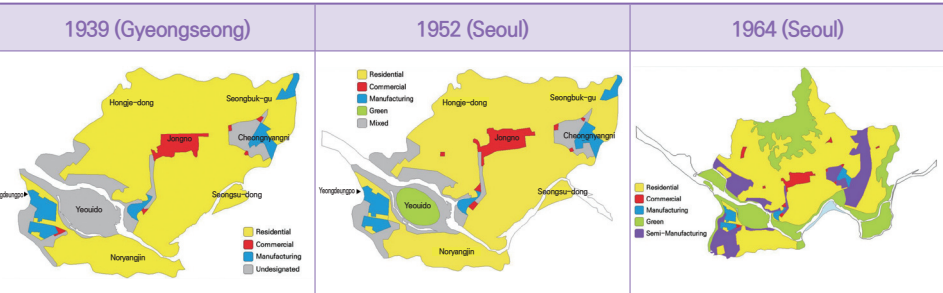 1939 (Gyeongseong)
1952 (Seoul)
1964 (Seoul)
Hongje-dong
Seongbuk-gu
Jongno
Cheongnyangni
Seongsu-dong
Yeouido
Noryangjin
Residential
Commercial
Manufacturing
Undesignated
Residential
Commercial
Manufacturing
Green
Mixed
Hongje-dong
Seongbuk-gu
Jongno
Cheongnyangni
Seongsu-dong
Yeongdeungpo
Yeouido
Noryangjin
Residential
Commercial
Manufacturing
Green
Semi-Manufacturing